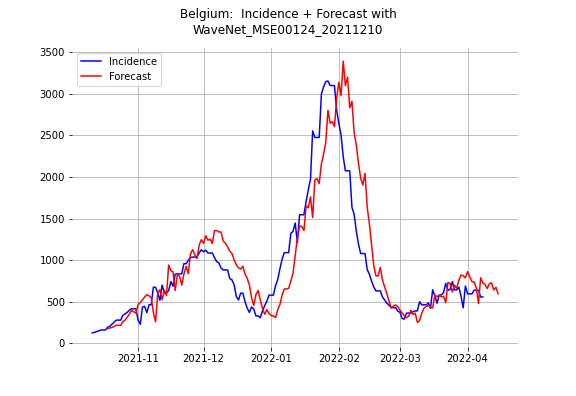 Belgium:  Incidence + Forecast with
WaveNet_MSE00124_20211210
Incidence
Forecast
3500
3000
2500
2000
1500
1000
500
0
2021-11 2021-12 2022-01 2022-02 2022-03 2022-04